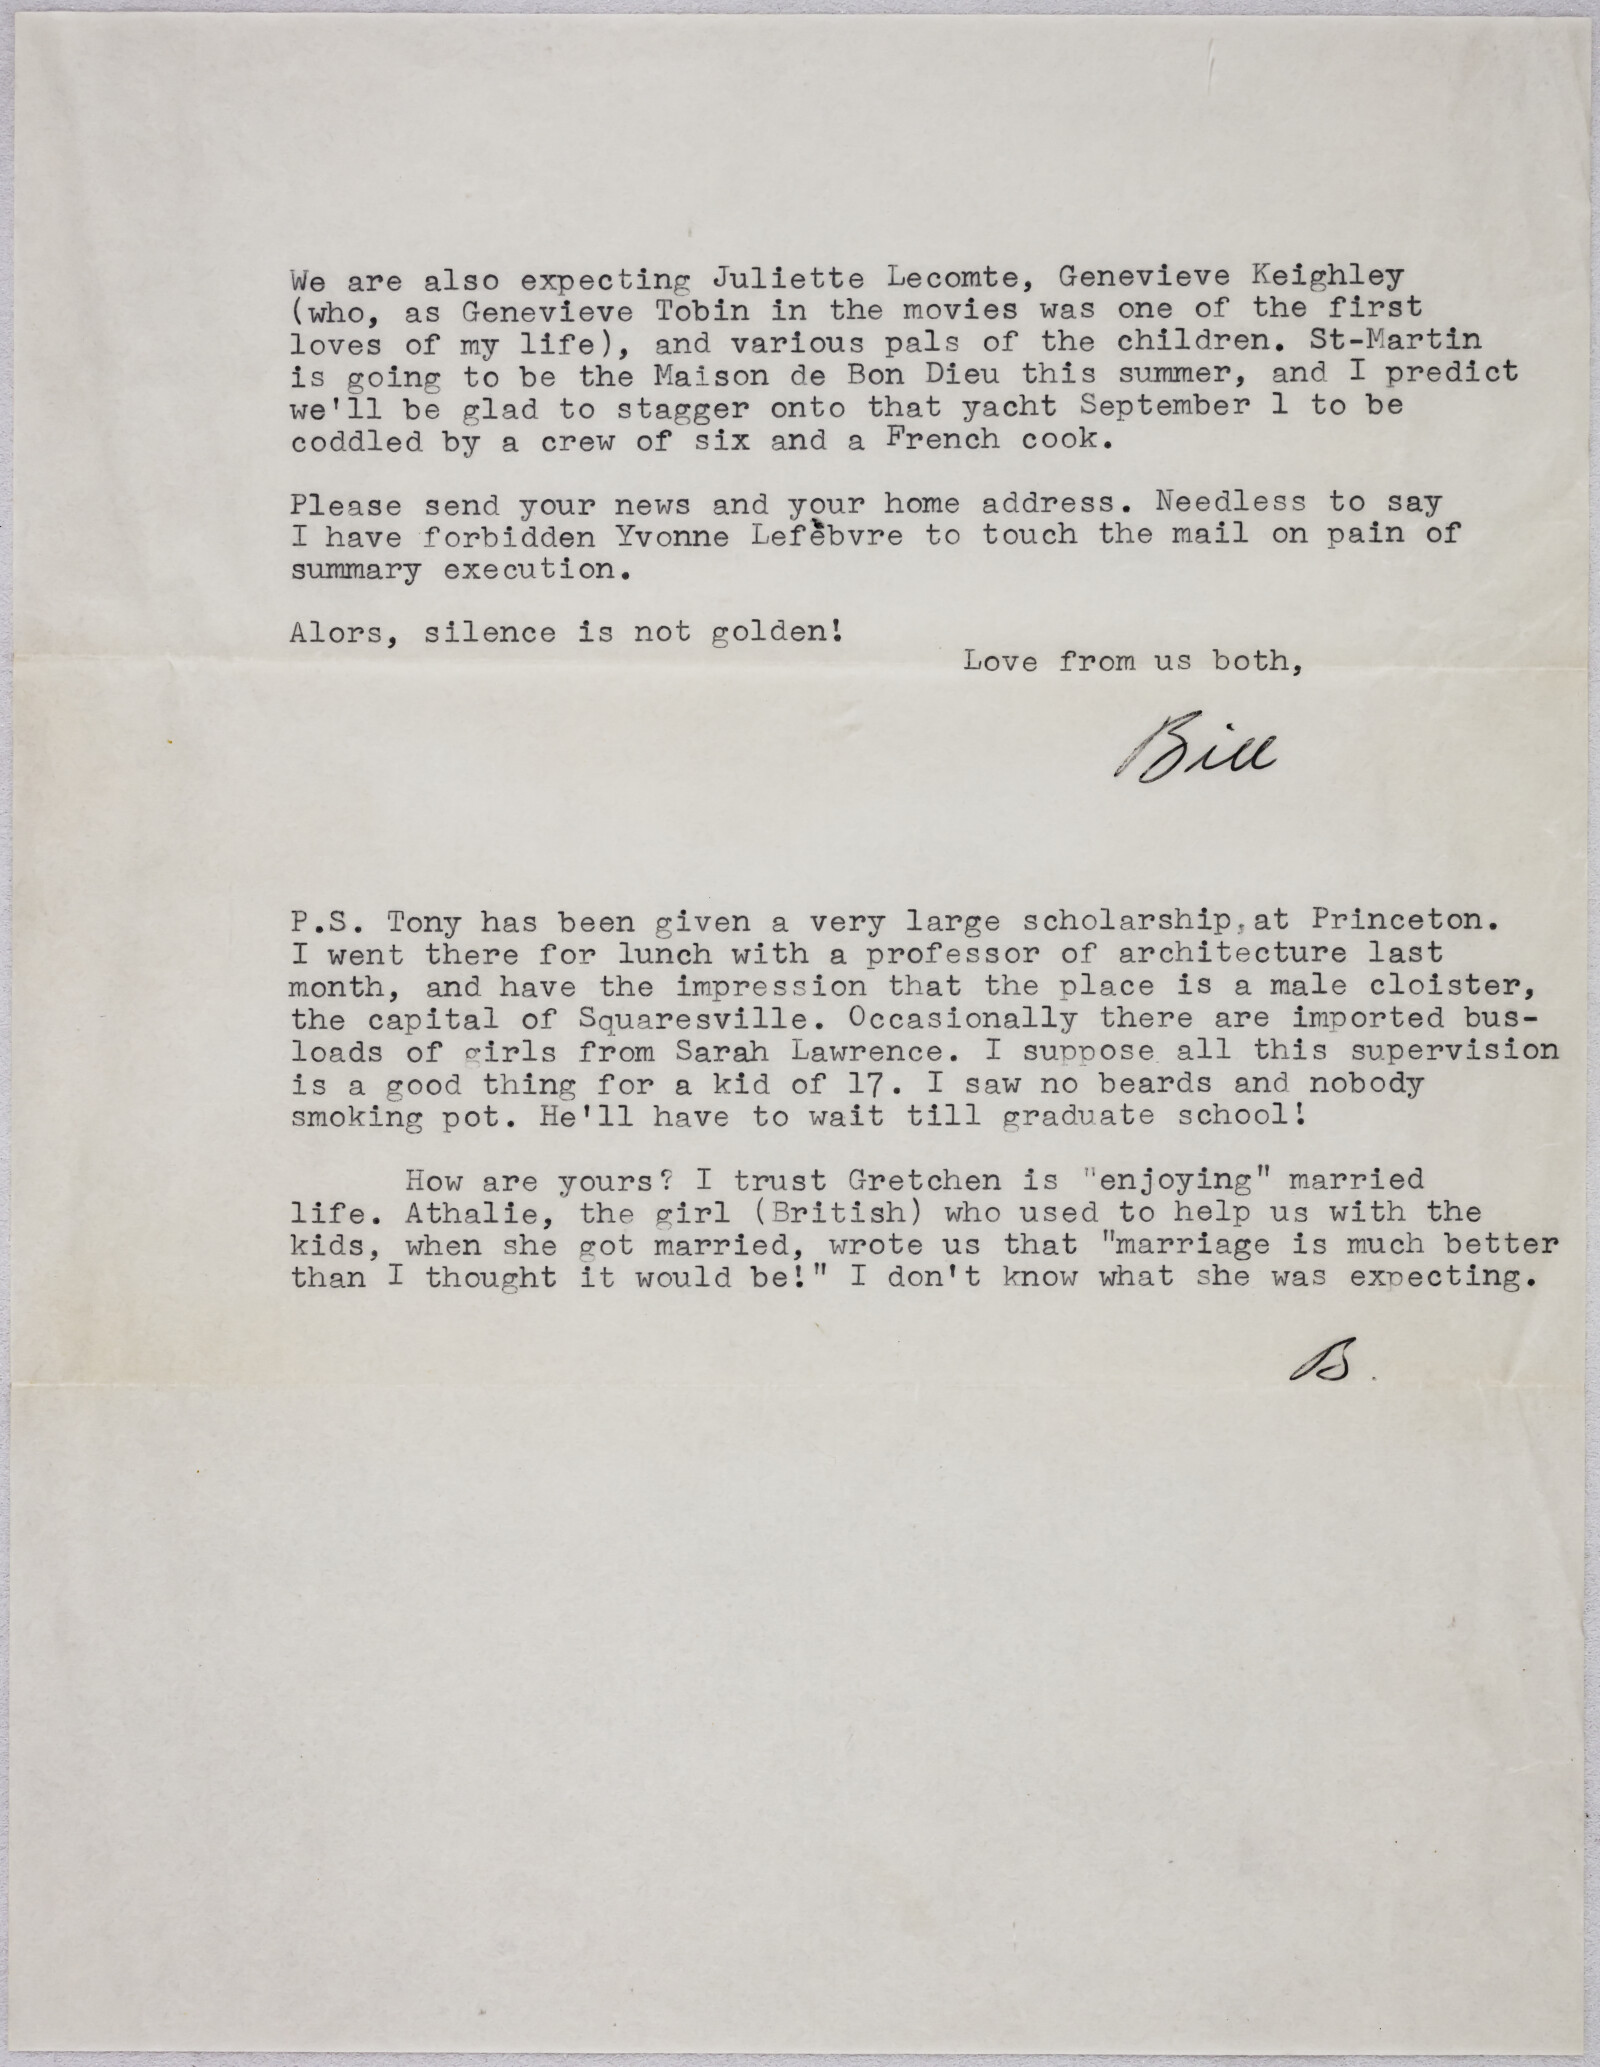 We are also expecting Juliette Lecomte, Genevieve Keighley
(who, as Genevieve Tobin in the movies was one of the first
loves of my life), and various pals of the children. St-Martin
is going to be the Maison de Bon Dieu this summer, and I predict
we'll be glad to stagger onto that yacht September 1 to be
coddled by a crew of six and a French cook.
Please send your news and your home address. Needless to say
I have forbidden Yvonne Lefèbvre to touch the mail on pain of
summary execution.
Alors, silence is not golden!
Love from us both,
Bill
P.S. Tony has been given a very large scholarship, at Princeton.
I went there for lunch with a professor of architecture last
month, and have the impression that the place is a male cloister,
the capital of Squaresville. Occasionally there are imported bus-
loads of girls from Sarah Lawrence. I suppose all this supervision
is a good thing for a kid of 17. I saw no beards and nobody
smoking pot. He'll have to wait till graduate school!
How are yours? I trust Gretchen is "enjoying" married
life. Athalie, the girl (British) who used to help us with the
kids, when she got married, wrote us that "marriage is much better
than I thought it would be!" I don't know what she was expecting.
B.